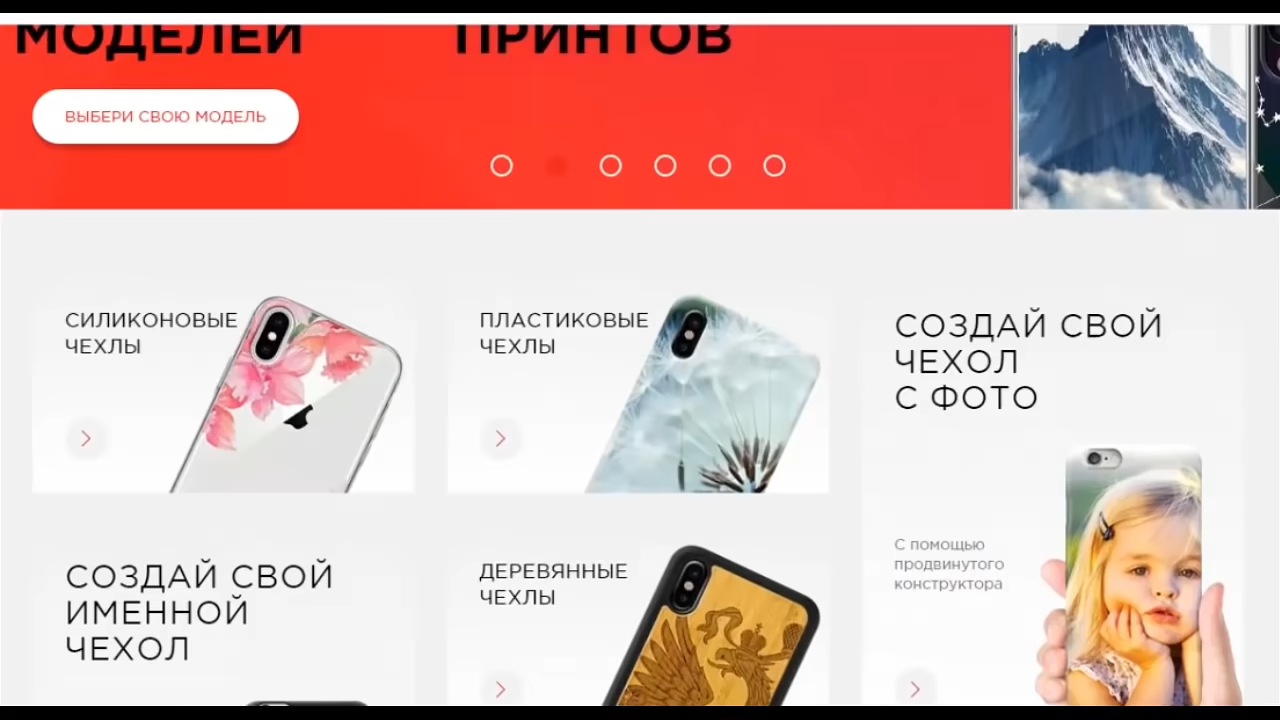 МОДЕЛЕЙ
ПРИНТОВ
ВЫБЕРИ СВОЮ МОДЕЛЬ
СИЛИКОНОВЫЕ
ЧЕХЛЫ
ПЛАСТИКОВЫЕ
ЧЕХЛЫ
СОЗДАЙ СВОЙ
ЧЕХОЛ
С ФОТО
С помощью
продвинутого
конструктора
СОЗДАЙ СВОЙ
ИМЕННОЙ
ЧЕХОЛ
ДЕРЕВЯННЫЕ
ЧЕХЛЫ